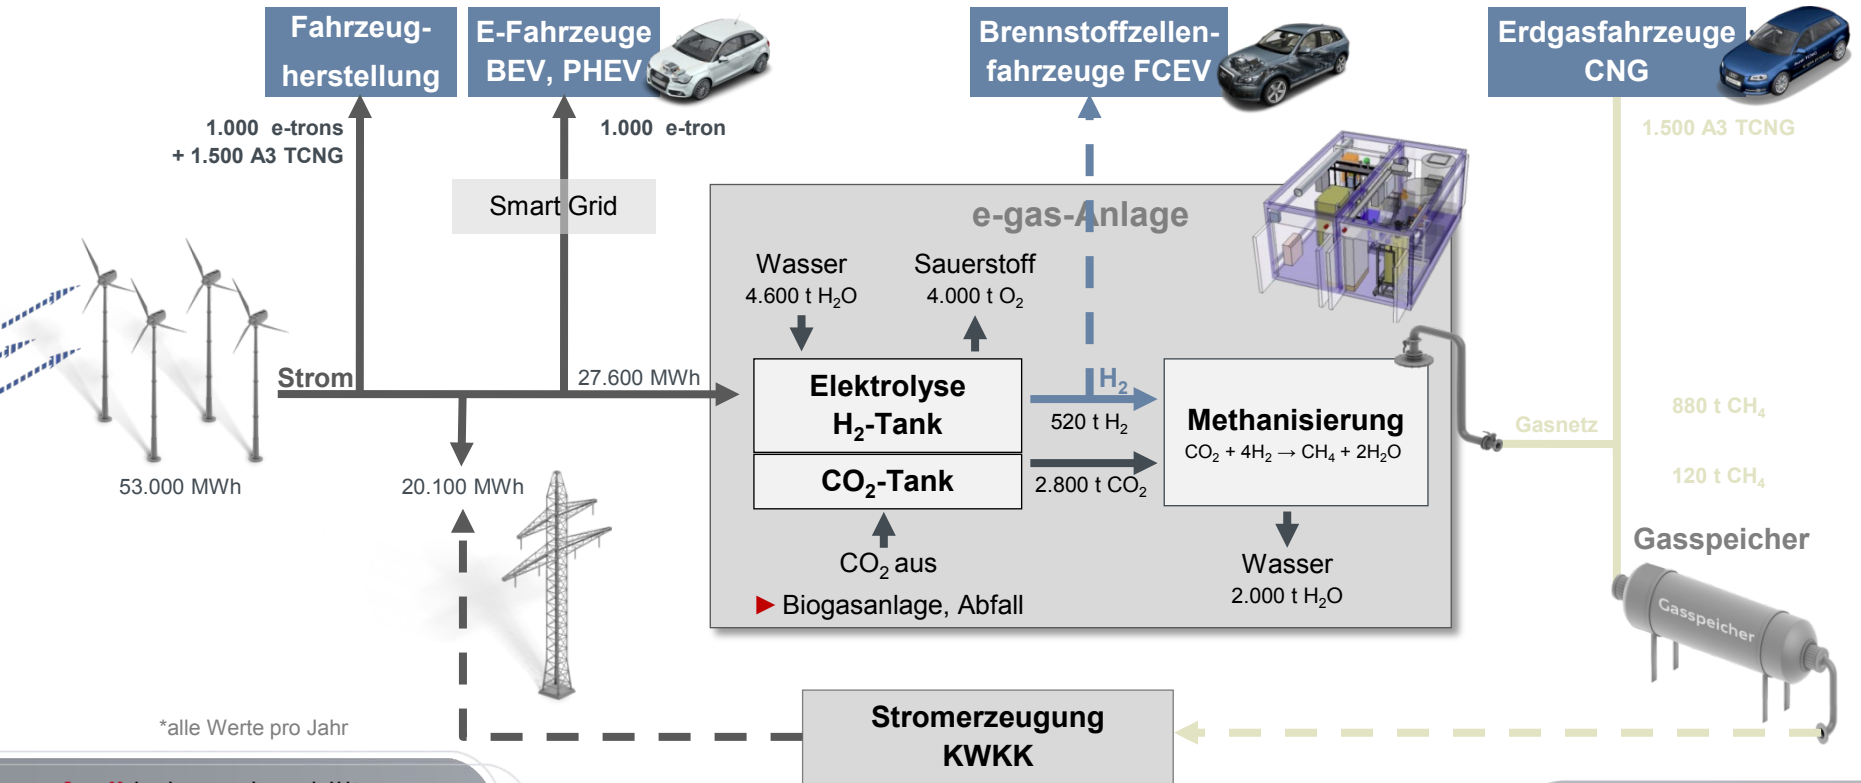 Fahrzeug-
herstellung
E-Fahrzeuge
BEV, PHEV
Brennstoffzellen-
fahrzeuge FCEV
Erdgasfahrzeuge
CNG
1.000 e-trons
+ 1.500 A3 TCNG
1.000 e-tron
1.500 A3 TCNG
Smart Grid
e-gas-Anlage
Wasser
4.600 t H₂O
Sauerstoff
4.000 t O₂
Strom
27.600 MWh
Elektrolyse
H₂-Tank
CO₂-Tank
H₂
520 t H₂
2.800 t CO₂
Methanisierung
CO₂ + 4H₂ → CH₄ + 2H₂O
Gasnetz
880 t CH₄
120 t CH₄
53.000 MWh
20.100 MWh
CO₂ aus
► Biogasanlage, Abfall
Wasser
2.000 t H₂O
Gasspeicher
Gasspeicher
*alle Werte pro Jahr
Stromerzeugung
KWKK